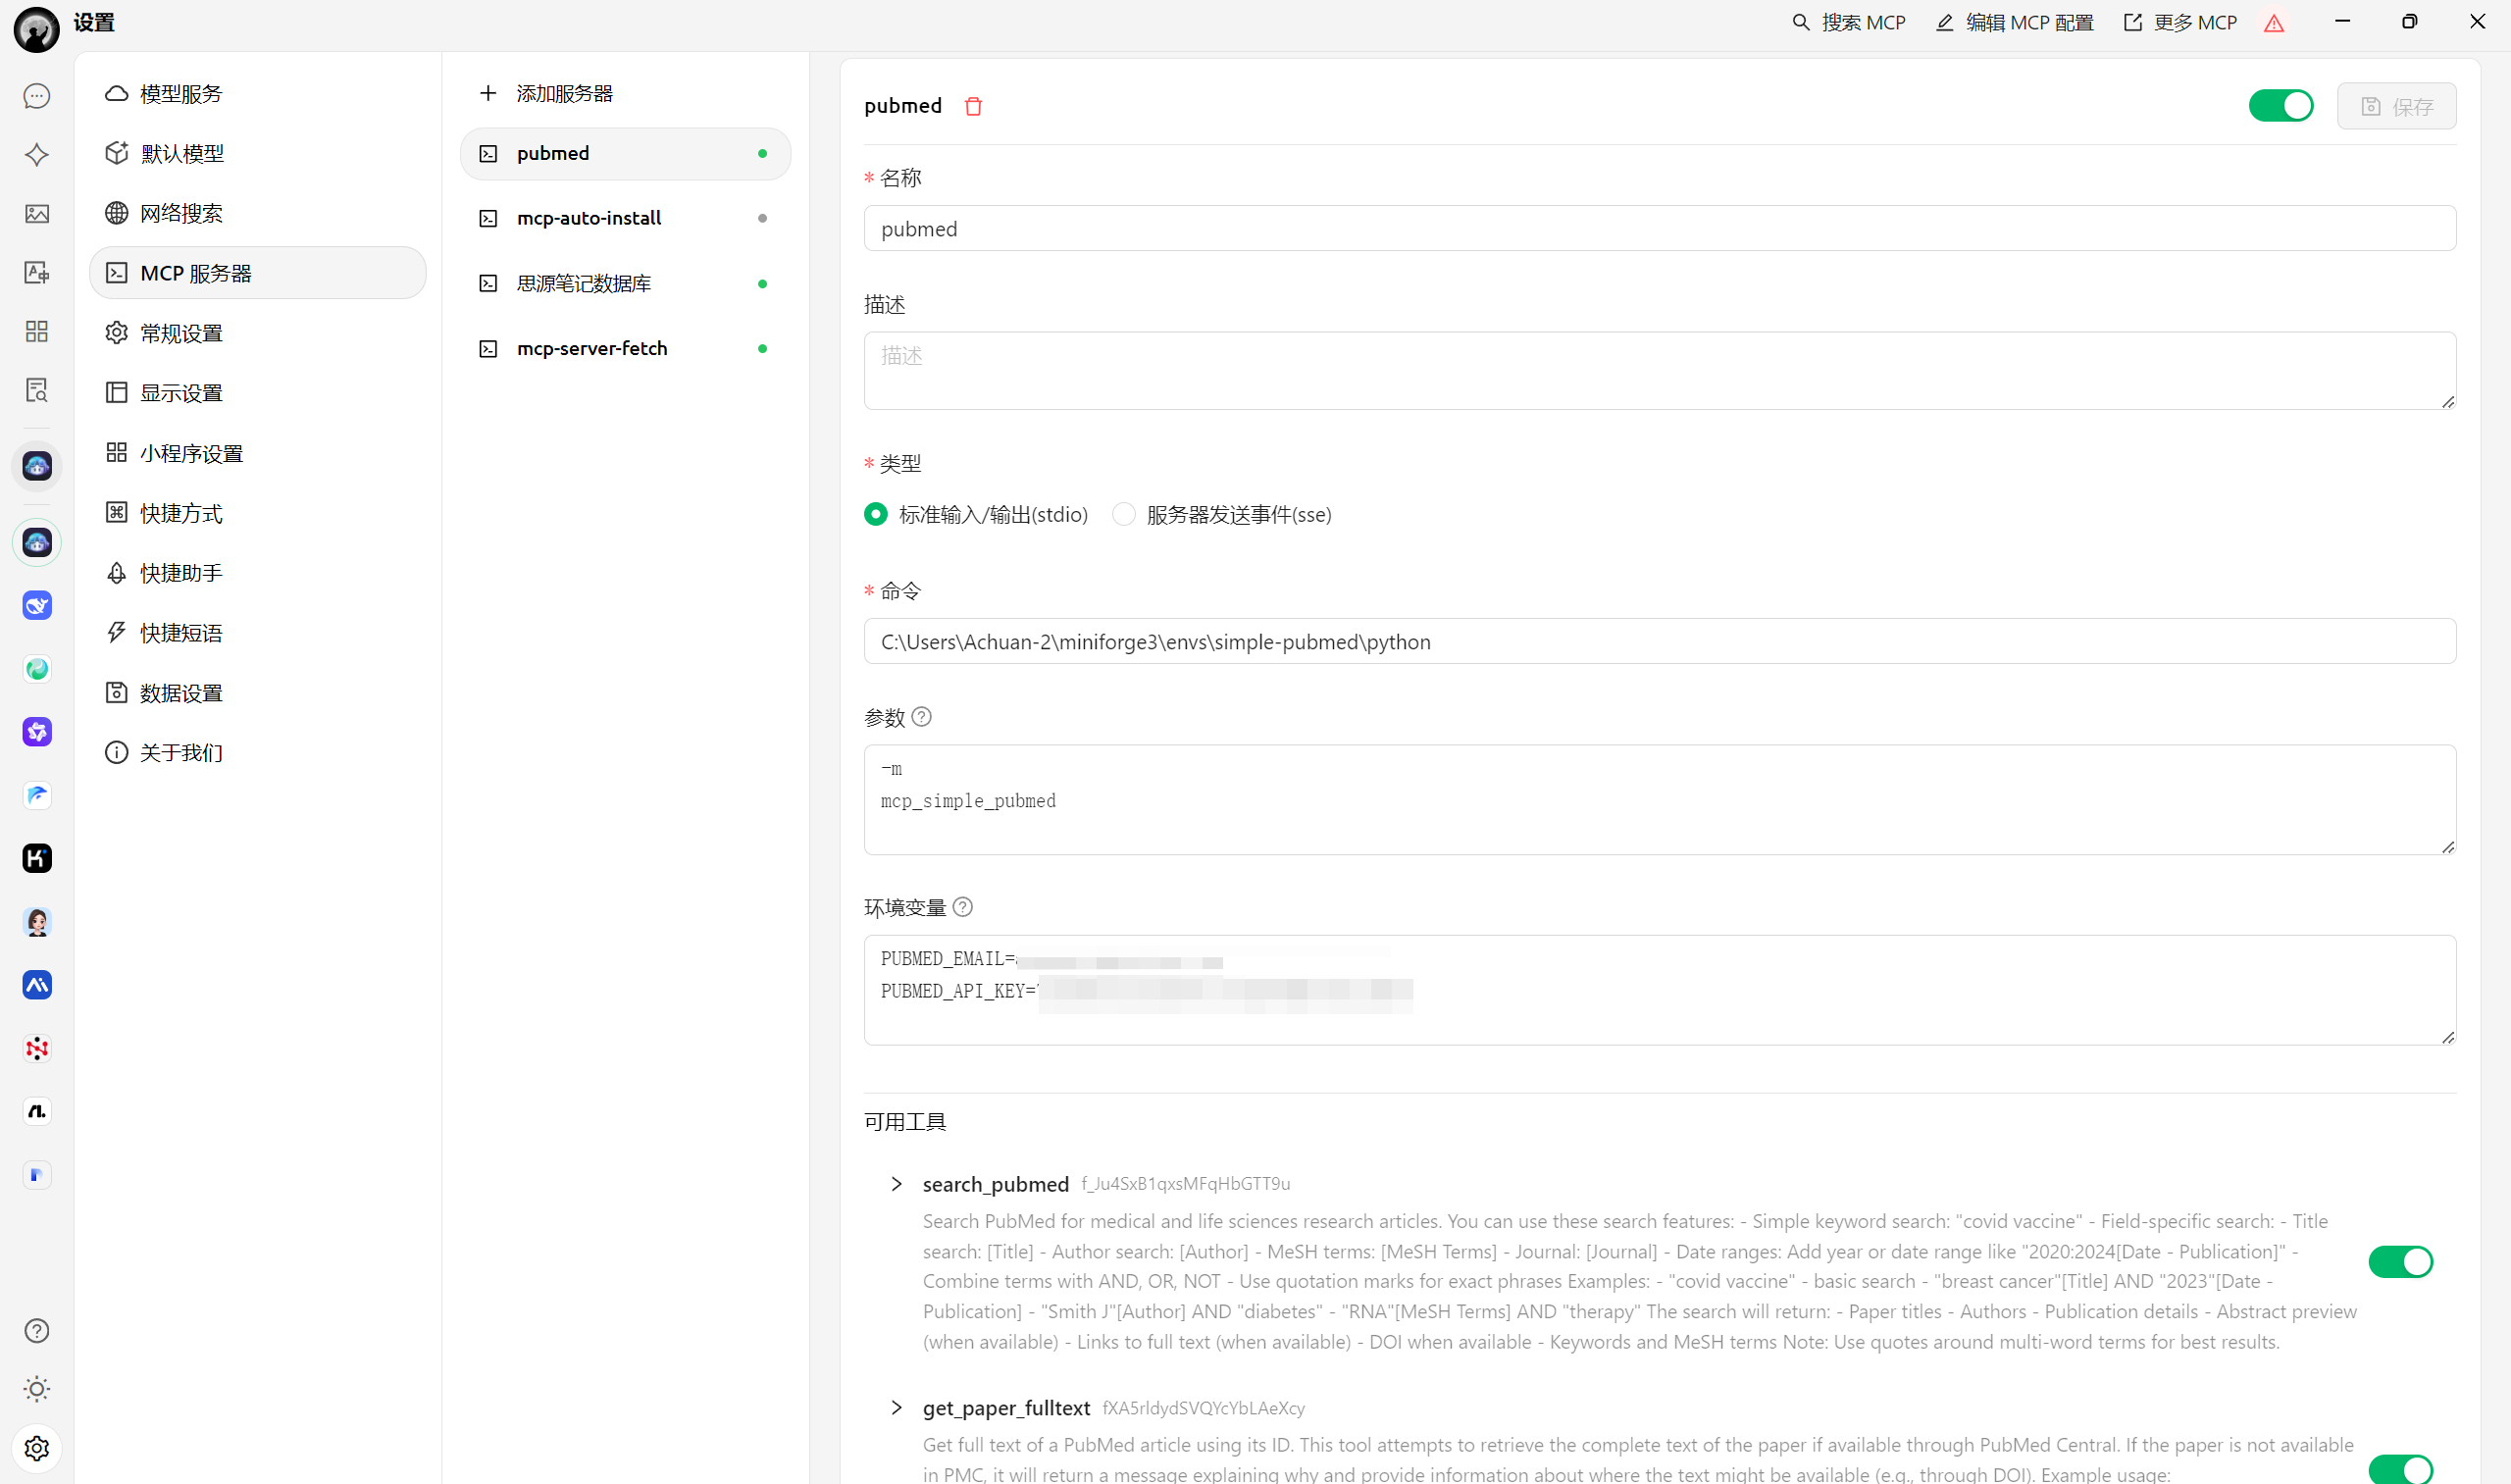 设置
搜索 MCP
编辑 MCP 配置
更多 MCP
模型服务
默认模型
网络搜索
MCP 服务器
常规设置
显示设置
小程序设置
快捷方式
快捷助手
快捷短语
数据设置
关于我们
添加服务器
pubmed
mcp-auto-install
思源笔记数据库
mcp-server-fetch
pubmed
保存
* 名称
pubmed
描述
描述
* 类型
标准输入/输出(stdio)
服务器发送事件(sse)
* 命令
C:\Users\Achuan-2\miniforge3\envs\simple-pubmed\python
参数
-m
mcp_simple_pubmed
环境变量
PUBMED_EMAIL=
PUBMED_API_KEY=
可用工具
search_pubmed f_Ju4SxB1qxsMFqHbGTT9u
Search PubMed for medical and life sciences research articles. You can use these search features: - Simple keyword search: "covid vaccine" - Field-specific search: - Title
search: [Title] - Author search: [Author] - MeSH terms: [MeSH Terms] - Journal: [Journal] - Date ranges: Add year or date range like "2020:2024[Date - Publication]" -
Combine terms with AND, OR, NOT - Use quotation marks for exact phrases Examples: - "covid vaccine" - basic search - "breast cancer"[Title] AND "2023"[Date -
Publication] - "Smith J"[Author] AND "diabetes" - "RNA"[MeSH Terms] AND "therapy" The search will return: - Paper titles - Authors - Publication details - Abstract preview
(when available) - Links to full text (when available) - DOI when available - Keywords and MeSH terms Note: Use quotes around multi-word terms for best results.
get_paper_fulltext fXA5rldydSVQYcYbLAeXcy
Get full text of a PubMed article using its ID. This tool attempts to retrieve the complete text of the paper if available through PubMed Central. If the paper is not available
in PMC, it will return a message explaining why and provide information about where the text might be available (e.g., through DOI). Example usage: